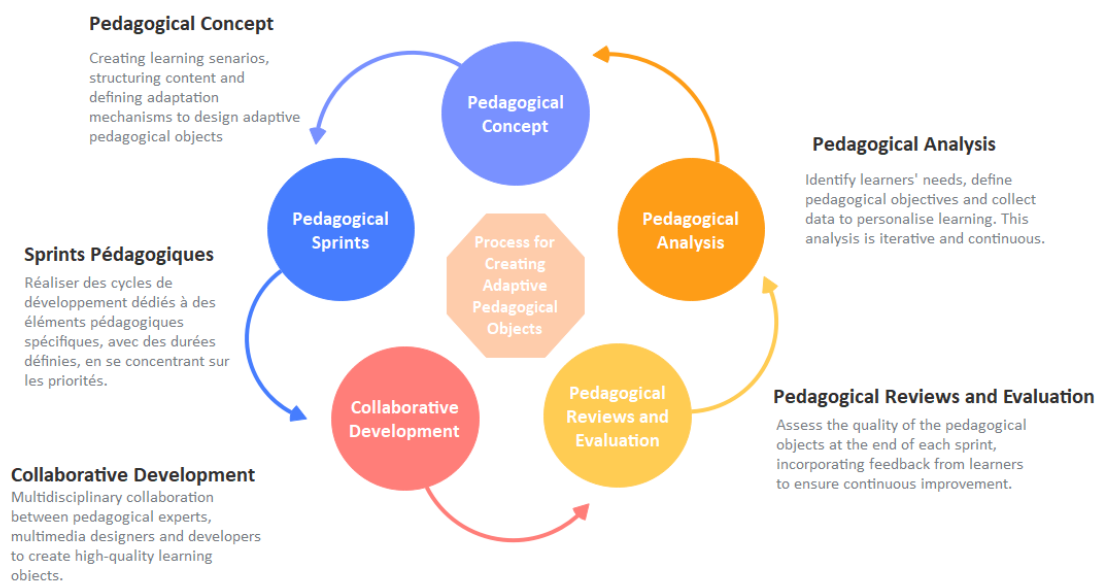 Pedagogical Concept
Creating learning senarios,
structuring content and
defining adaptation
mechanisms to design adaptive
pedagogical objects
Pedagogical
Concept
Pedagogical Analysis
Identify learners' needs, define
pedagogical objectives and collect
data to personalise learning. This
analysis is iterative and continuous.
Pedagogical
Sprints
Pedagogical
Analysis
Process for
Creating
Adaptive
Pedagogical
Objects
Sprints Pédagogiques
Réaliser des cycles de
développement dédiés à des
éléments pédagogiques
spécifiques, avec des durées
définies, en se concentrant sur
les priorités.
Collaborative
Development
Pedagogical
Reviews and
Evaluation
Pedagogical Reviews and Evaluation
Assess the quality of the pedagogical
objects at the end of each sprint,
incorporating feedback from learners
to ensure continuous improvement.
Collaborative Development
Multidisciplinary collaboration
between pedagogical experts,
multimedia designers and developers
to create high-quality learning
objects.